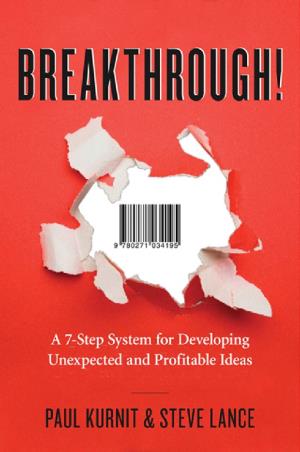 BREAKTHROUGH!
9 780271 034195
A 7-Step System for Developing
Unexpected and Profitable Ideas
PAUL KURNIT & STEVE LANCE